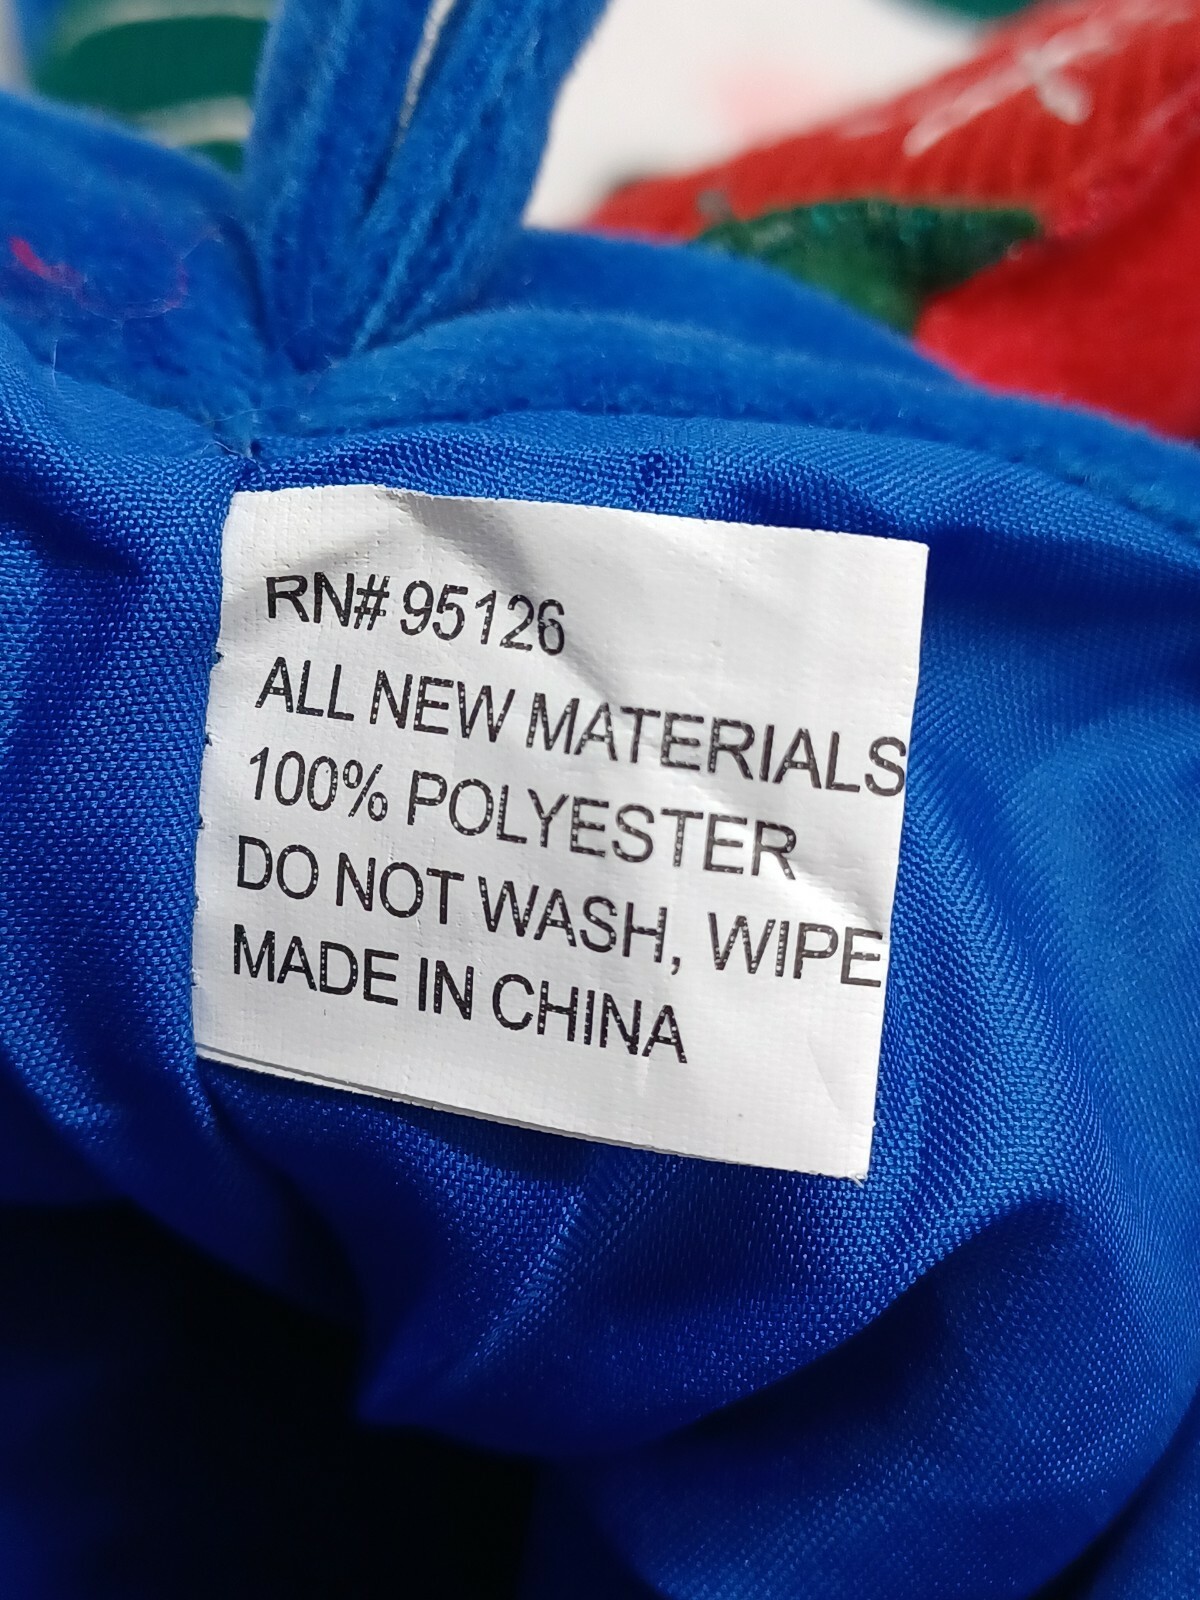 RN# 95126
ALL NEW MATERIALS
100% POLYESTER
DO NOT WASH, WIPE
MADE IN CHINA